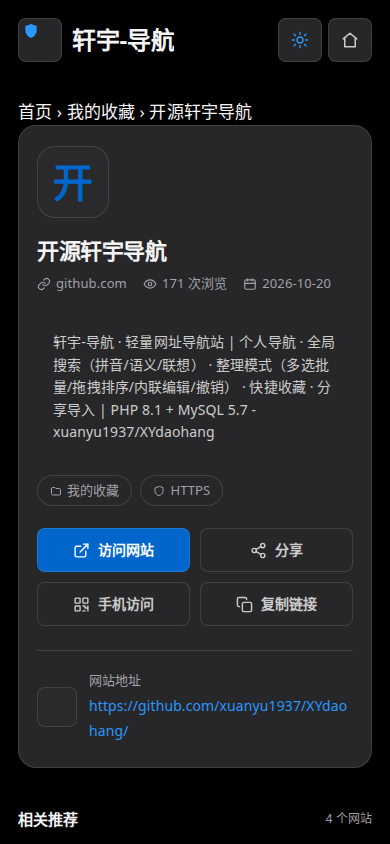 轩宇-导航
首页 › 我的收藏 › 开源轩宇导航
开
开源轩宇导航
github.com 171 次浏览 2026-10-20
轩宇-导航 · 轻量网址导航站 | 个人导航 · 全局
搜索（拼音/语义/联想） · 整理模式（多选批
量/拖拽排序/内联编辑/撤销） · 快捷收藏 · 分
享导入 | PHP 8.1 + MySQL 5.7 -
xuanyu1937/XYdaohang
我的收藏 HTTPS
访问网站 分享
手机访问 复制链接
网站地址
https://github.com/xuanyu1937/XYdao
hang/
相关推荐 4 个网站